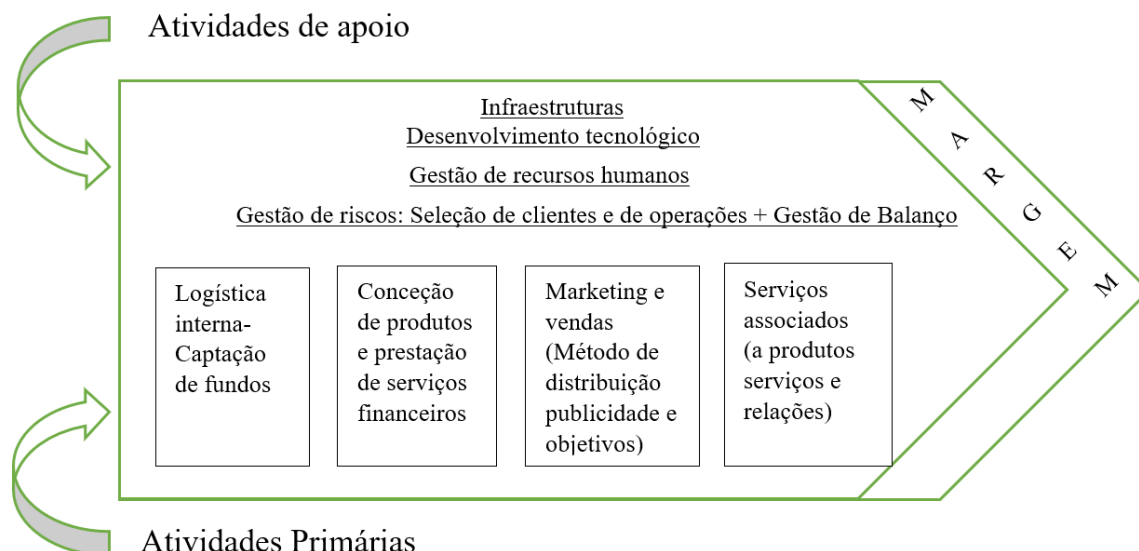 Atividades de apoio
Infraestruturas
Desenvolvimento tecnológico
Gestão de recursos humanos
Gestão de riscos: Seleção de clientes e de operações + Gestão de Balanço
MARGEM
Logística
interna-
Captação
de fundos
Conceção
de produtos
e prestação
de serviços
financeiros
Marketing e
vendas
(Método de
distribuição
publicidade e
objetivos)
Serviços
associados
(a produtos
serviços e
relações)
Atividades Primárias